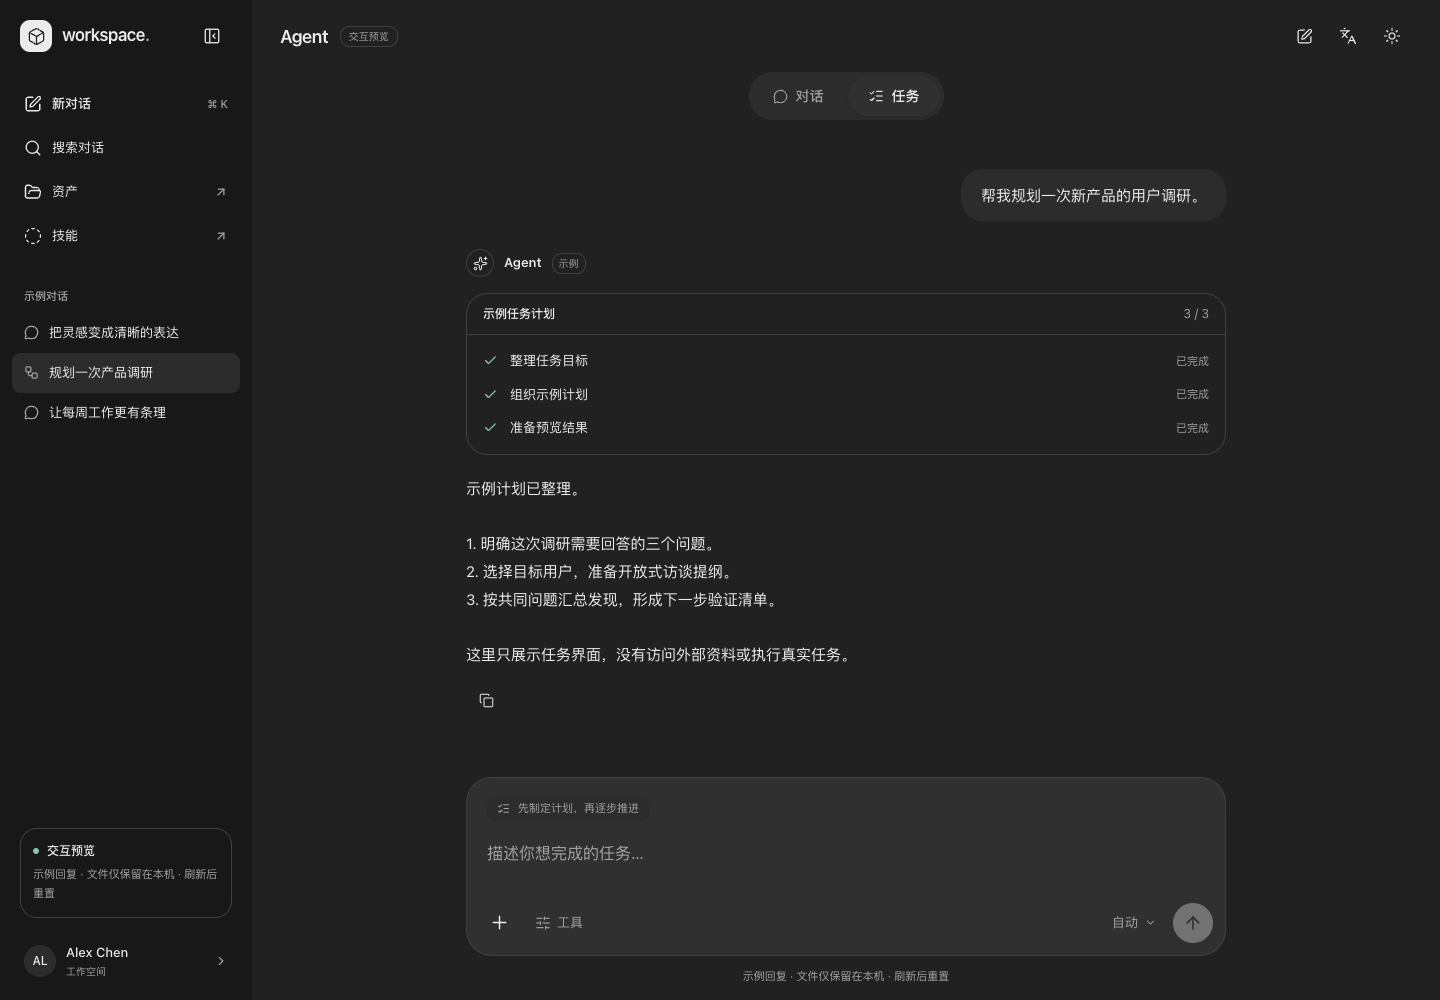 workspace.
新对话
⌘ K
搜索对话
资产
技能
示例对话
把灵感变成清晰的表达
规划一次产品调研
让每周工作更有条理
交互预览
示例回复 · 文件仅保留在本机 · 刷新后
重置
AL
Alex Chen
工作空间
Agent
交互预览
对话
任务
帮我规划一次新产品的用户调研。
Agent
示例
示例任务计划
3 / 3
整理任务目标
已完成
组织示例计划
已完成
准备预览结果
已完成
示例计划已整理。
1. 明确这次调研需要回答的三个问题。
2. 选择目标用户，准备开放式访谈提纲。
3. 按共同问题汇总发现，形成下一步验证清单。
这里只展示任务界面，没有访问外部资料或执行真实任务。
先制定计划，再逐步推进
描述你想完成的任务...
工具
自动
示例回复 · 文件仅保留在本机 · 刷新后重置